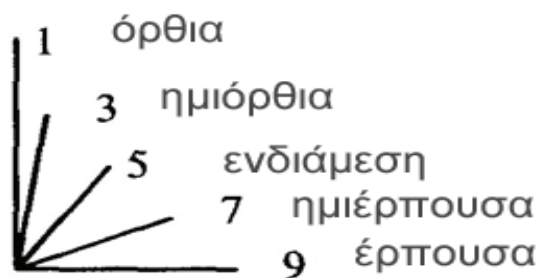 1 όρθια
3 ημιόρθια
5 ενδιάμεση
7 ημιέρπουσα
9 έρπουσα